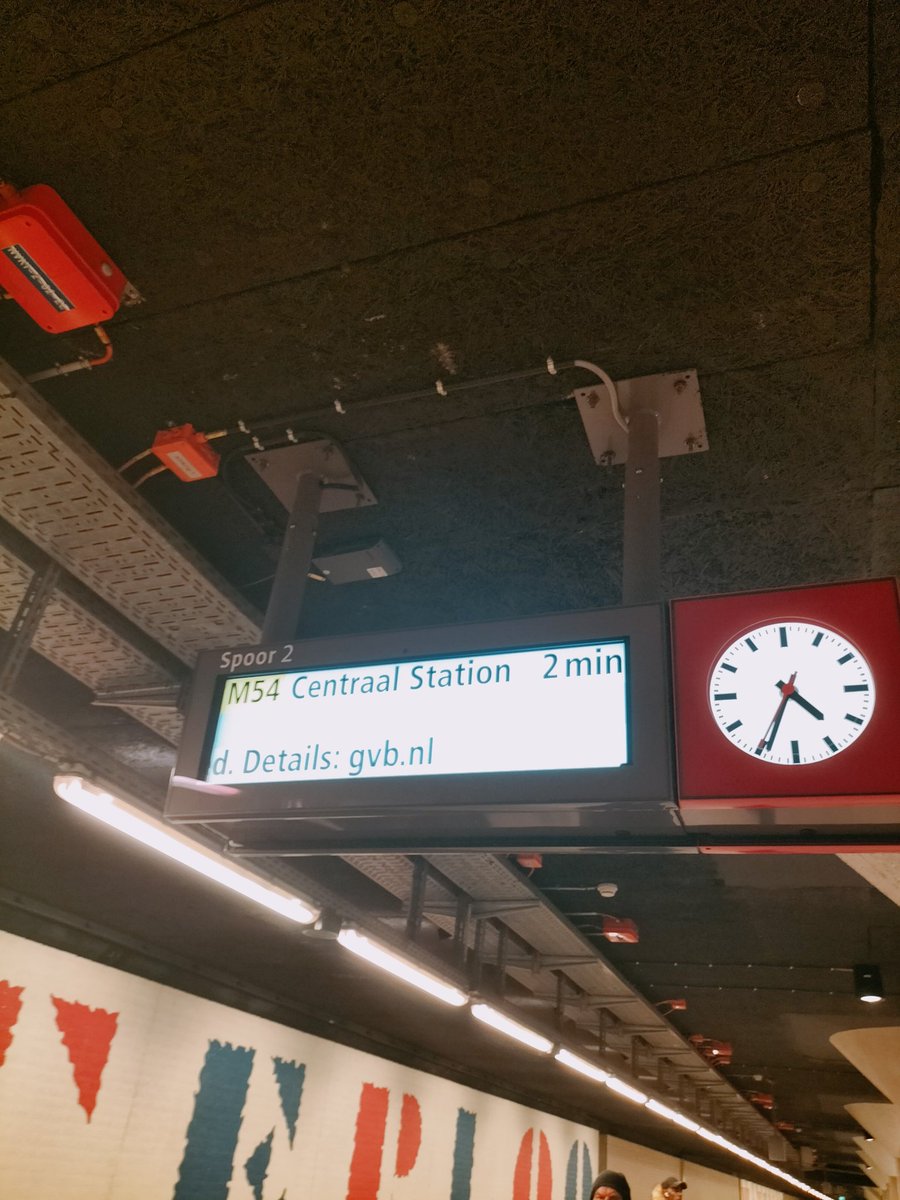 Spoor 2
M54 Centraal Station 2 min
d. Details: gvb.nl